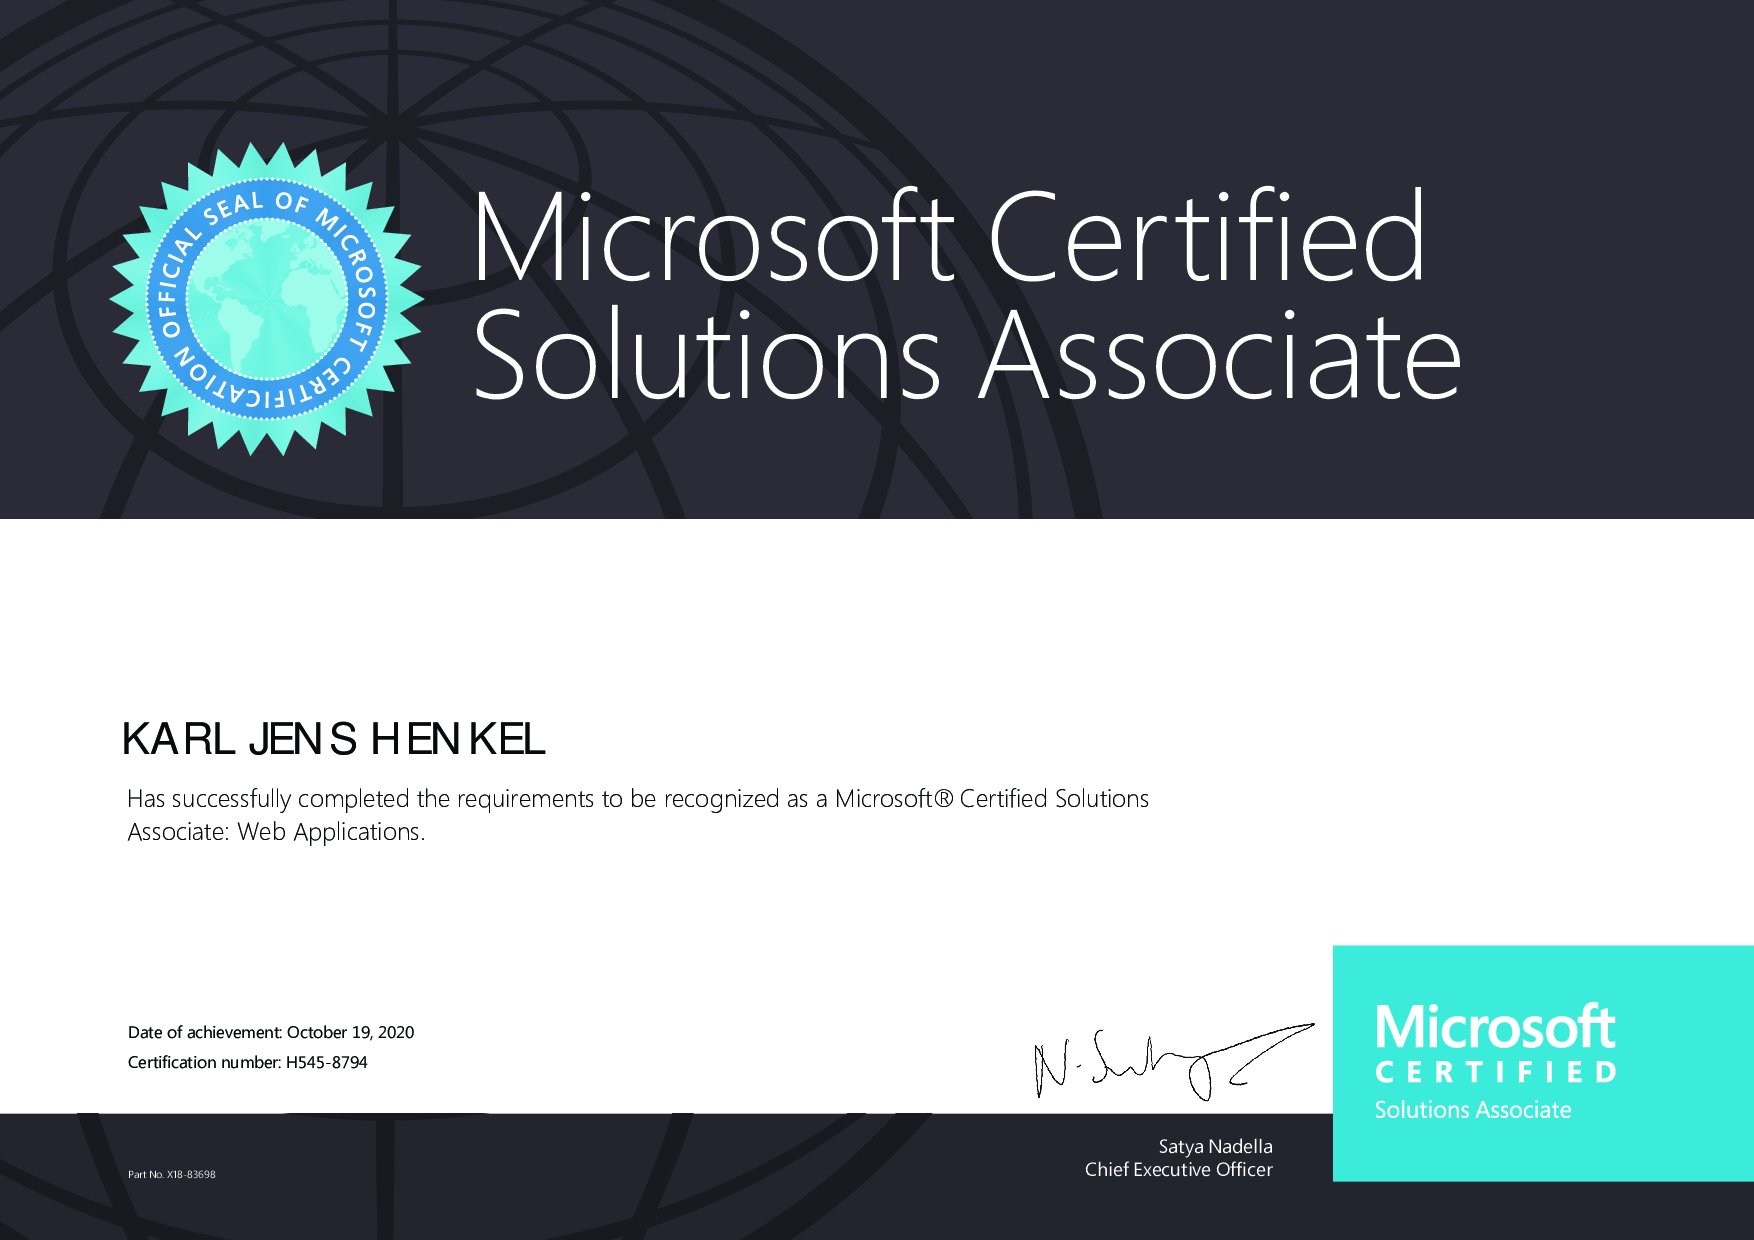 OFFICIAL SEAL OF MICROSOFT CERTIFICATION
Microsoft Certified
Solutions Associate
KARL JENS HENKEL
Has successfully completed the requirements to be recognized as a Microsoft® Certified Solutions
Associate: Web Applications.
Date of achievement: October 19, 2020
Certification number: H545-8794
Part No. X18-83698
Satya Nadella
Chief Executive Officer
Microsoft
CERTIFIED
Solutions Associate